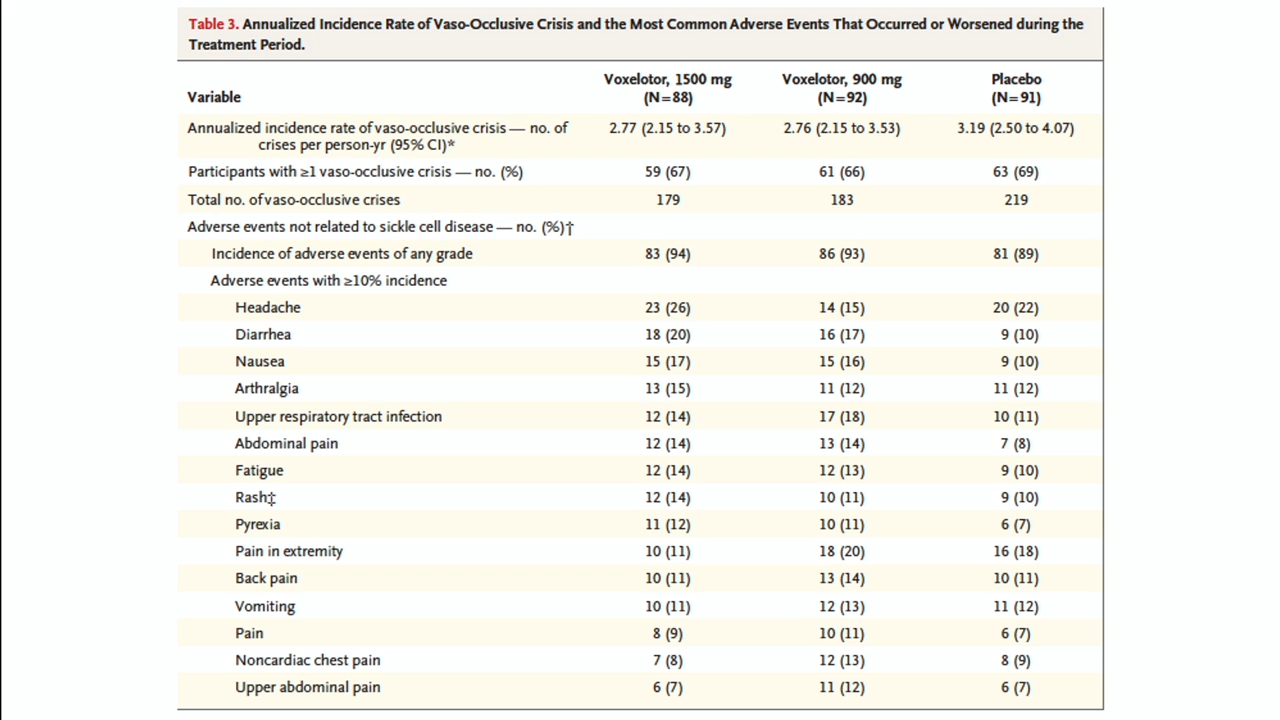 Table 3. Annualized Incidence Rate of Vaso-Occlusive Crisis and the Most Common Adverse Events That Occurred or Worsened during the
Treatment Period.
Variable Voxelotor, 1500 mg (N=88) Voxelotor, 900 mg (N=92) Placebo (N=91)
Annualized incidence rate of vaso-occlusive crisis — no. of
crises per person-yr (95% CI)* 2.77 (2.15 to 3.57) 2.76 (2.15 to 3.53) 3.19 (2.50 to 4.07)
Participants with ≥1 vaso-occlusive crisis — no. (%) 59 (67) 61 (66) 63 (69)
Total no. of vaso-occlusive crises 179 183 219
Adverse events not related to sickle cell disease — no. (%)†
Incidence of adverse events of any grade 83 (94) 86 (93) 81 (89)
Adverse events with ≥10% incidence
Headache 23 (26) 14 (15) 20 (22)
Diarrhea 18 (20) 16 (17) 9 (10)
Nausea 15 (17) 15 (16) 9 (10)
Arthralgia 13 (15) 11 (12) 11 (12)
Upper respiratory tract infection 12 (14) 17 (18) 10 (11)
Abdominal pain 12 (14) 13 (14) 7 (8)
Fatigue 12 (14) 12 (13) 9 (10)
Rash‡ 12 (14) 10 (11) 9 (10)
Pyrexia 11 (12) 10 (11) 6 (7)
Pain in extremity 10 (11) 18 (20) 16 (18)
Back pain 10 (11) 13 (14) 10 (11)
Vomiting 10 (11) 12 (13) 11 (12)
Pain 8 (9) 10 (11) 6 (7)
Noncardiac chest pain 7 (8) 12 (13) 8 (9)
Upper abdominal pain 6 (7) 11 (12) 6 (7)